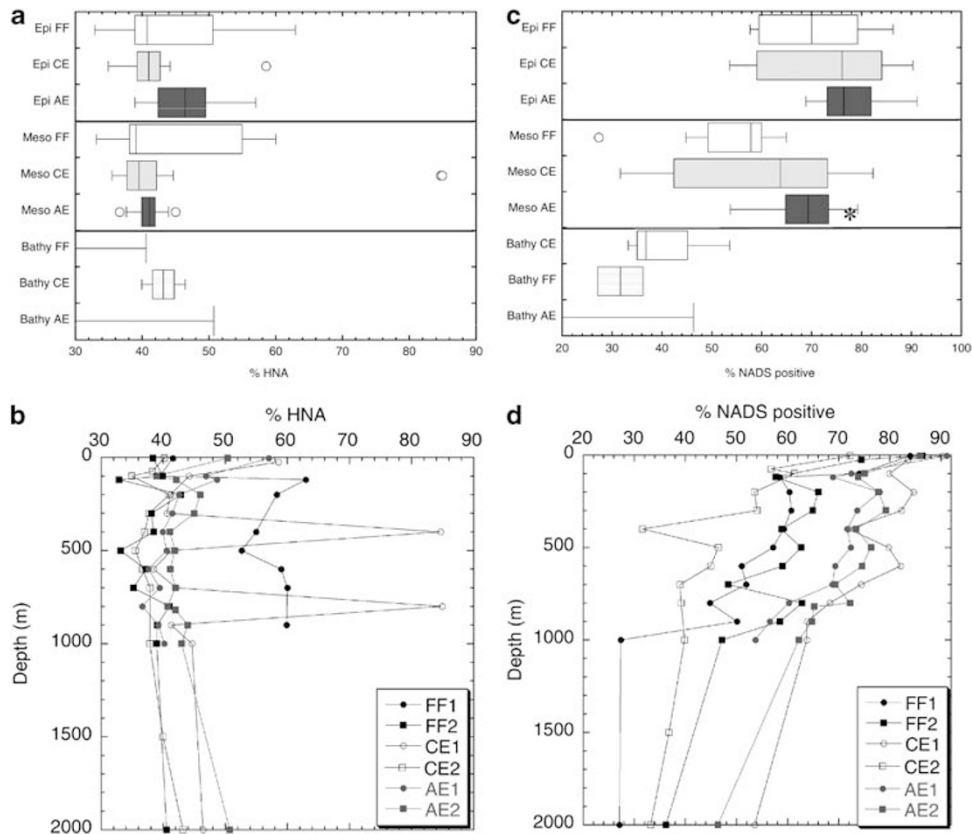 a
Epi FF
Epi CE
Epi AE
Meso FF
Meso CE
Meso AE
Bathy FF
Bathy CE
Bathy AE
30 40 50 60 70 80 90
% HNA
c
Epi FF
Epi CE
Epi AE
Meso FF
Meso CE
Meso AE
*
Bathy CE
Bathy FF
Bathy AE
20 30 40 50 60 70 80 90 100
% NADS positive
b
% HNA
30 40 50 60 70 80 90
0
500
1000
1500
2000
Depth (m)
FF1
FF2
CE1
CE2
AE1
AE2
d
% NADS positive
20 30 40 50 60 70 80 90
0
500
1000
1500
2000
Depth (m)
FF1
FF2
CE1
CE2
AE1
AE2